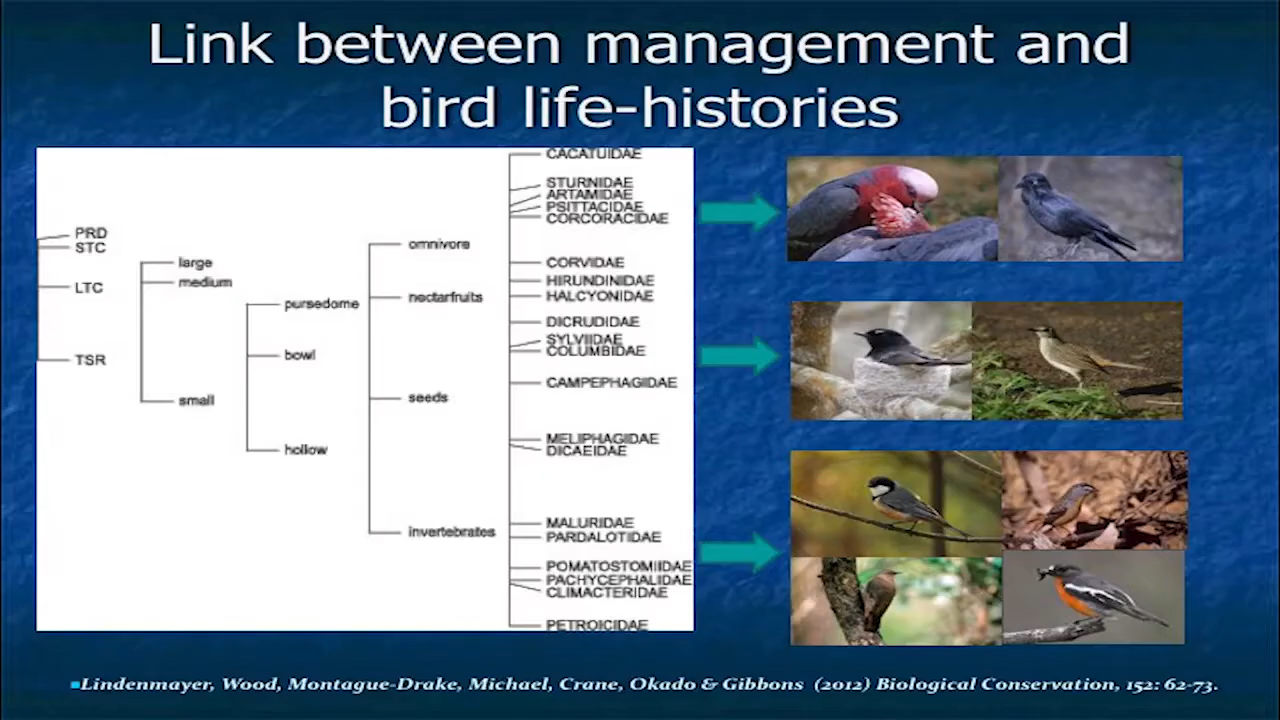 Link between management and
bird life-histories
PRD
STC
LTC
TSR
large
medium
small
pursedome
bowl
hollow
omnivore
nectarfruits
seeds
invertebrates
CACATUIDAE
STURNIDAE
ARTAMIDAE
PSITTACIDAE
CORCORACIDAE
CORVIDAE
HIRUNDINIDAE
HALCYONIDAE
DICRUDIDAE
SYLVIIDAE
COLUMBIDAE
CAMPEPHAGIDAE
MELIPHAGIDAE
DICAEIDAE
MALURIDAE
PARDALOTIDAE
POMATOSTOMIIDAE
PACHYCEPHALIDAE
CLIMACTERIDAE
PETROICIDAE
Lindenmayer, Wood, Montague-Drake, Michael, Crane, Okado & Gibbons (2012) Biological Conservation, 152: 62-73.